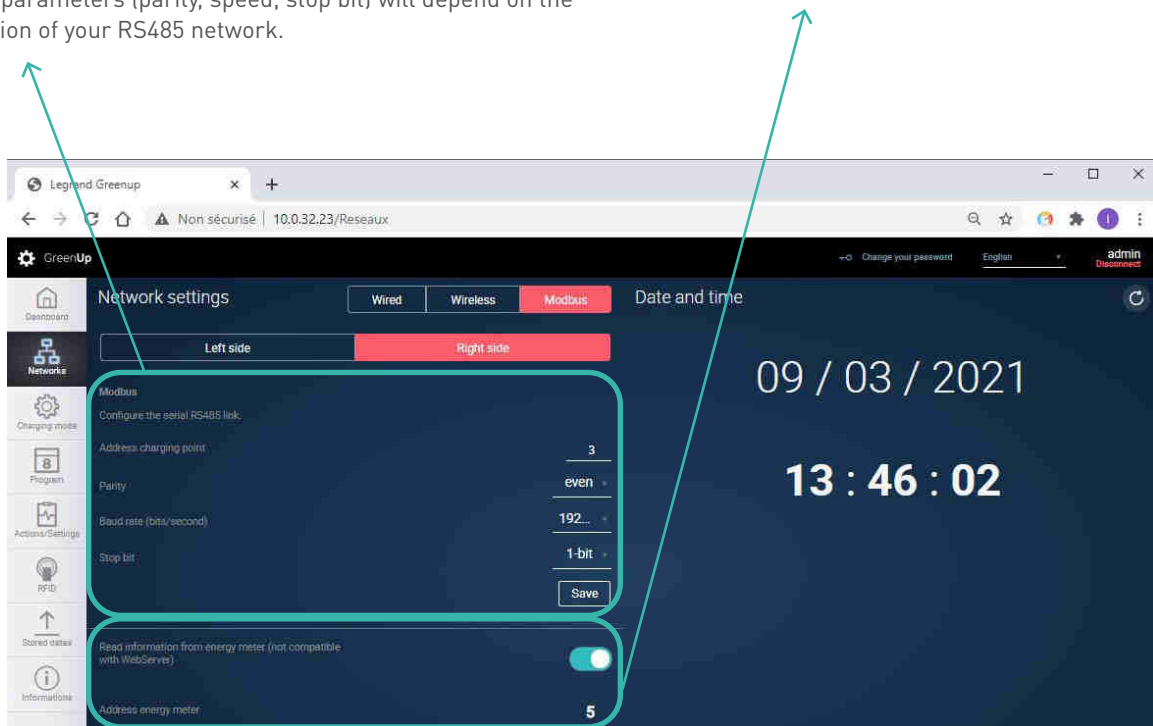 parameters (parity, speed, stop bit) will depend on the
ion of your RS485 network.
Legrand Greenup
Non sécurisé | 10.0.32.23/Reseaux
GreenUp
Change your password
English
admin
Disconnect
Dashboard
Networks
Charging mode
8
Program
Actions/Settings
RFID
Stored dates
Informations
Network settings
Wired
Wireless
Modbus
Left side
Right side
Modbus
Configure the serial RS485 link.
Address charging point
3
Parity
even
Baud rate (bits/second)
192...
Stop bit
1-bit
Save
Read information from energy meter (not compatible
with WebServer)
Address energy meter
5
Date and time
09 / 03 / 2021
13 : 46 : 02